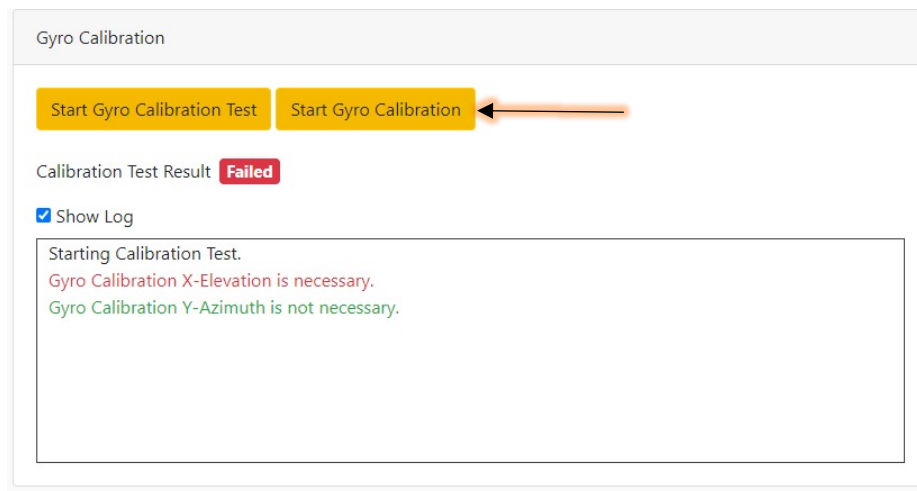 Gyro Calibration
Start Gyro Calibration Test Start Gyro Calibration
Calibration Test Result Failed
Show Log
Starting Calibration Test.
Gyro Calibration X-Elevation is necessary.
Gyro Calibration Y-Azimuth is not necessary.